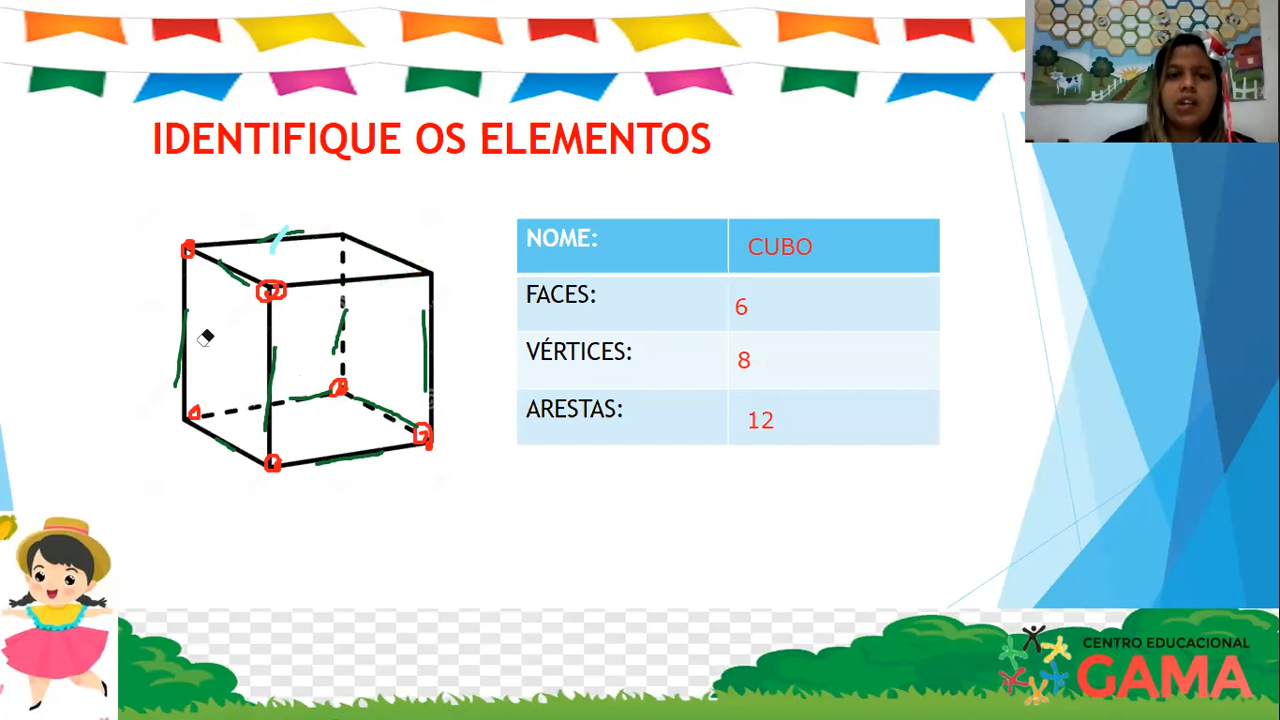 IDENTIFIQUE OS ELEMENTOS
NOME: CUBO
FACES: 6
VÉRTICES: 8
ARESTAS: 12
CENTRO EDUCACIONAL
GAMA